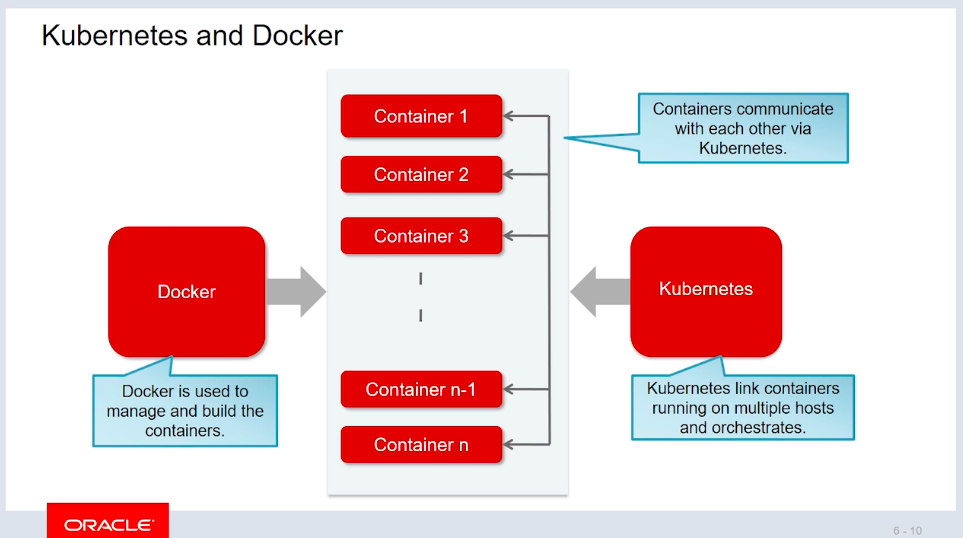 Kubernetes and Docker
Container 1
Container 2
Container 3
Container n-1
Container n
Containers communicate
with each other via
Kubernetes.
Docker
Docker is used to
manage and build the
containers.
Kubernetes
Kubernetes link containers
running on multiple hosts
and orchestrates.
ORACLE
6 - 10